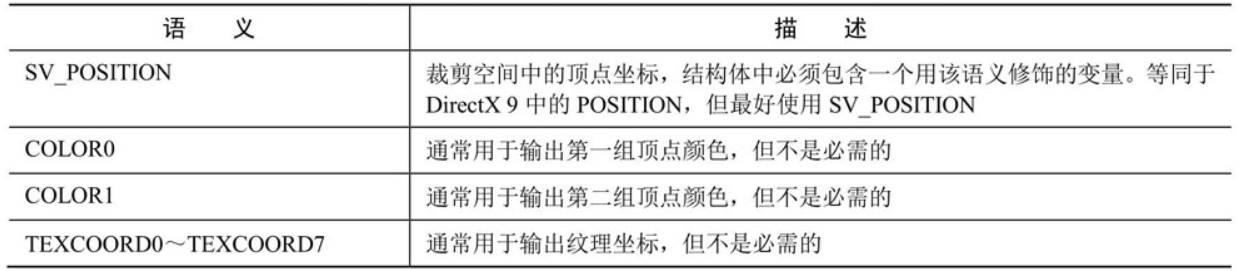 语 义 描 述
SV_POSITION 裁剪空间中的顶点坐标，结构体中必须包含一个用该语义修饰的变量。等同于
DirectX 9 中的 POSITION，但最好使用 SV_POSITION
COLOR0 通常用于输出第一组顶点颜色，但不是必需的
COLOR1 通常用于输出第二组顶点颜色，但不是必需的
TEXCOORD0～TEXCOORD7 通常用于输出纹理坐标，但不是必需的